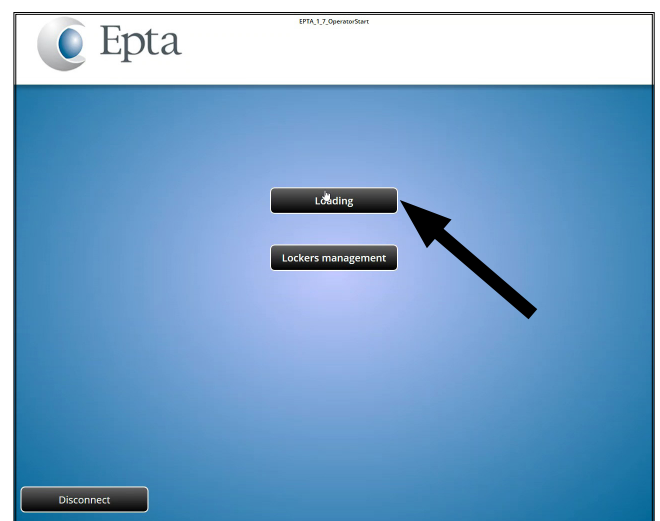 EPTA_1_7_OperatorStart
Epta
Loading
Lockers management
Disconnect